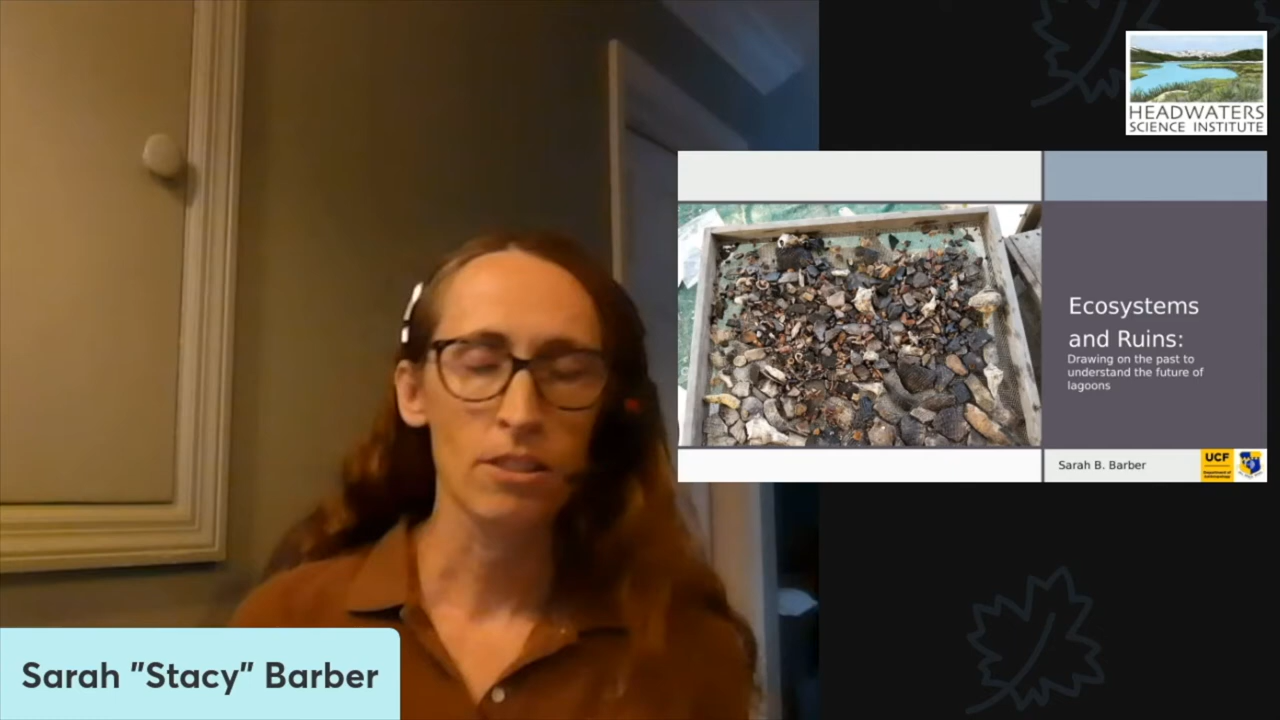 HEADWATERS
SCIENCE INSTITUTE
Ecosystems
and Ruins:
Drawing on the past to
understand the future of
lagoons
Sarah B. Barber
UCF
Sarah "Stacy" Barber